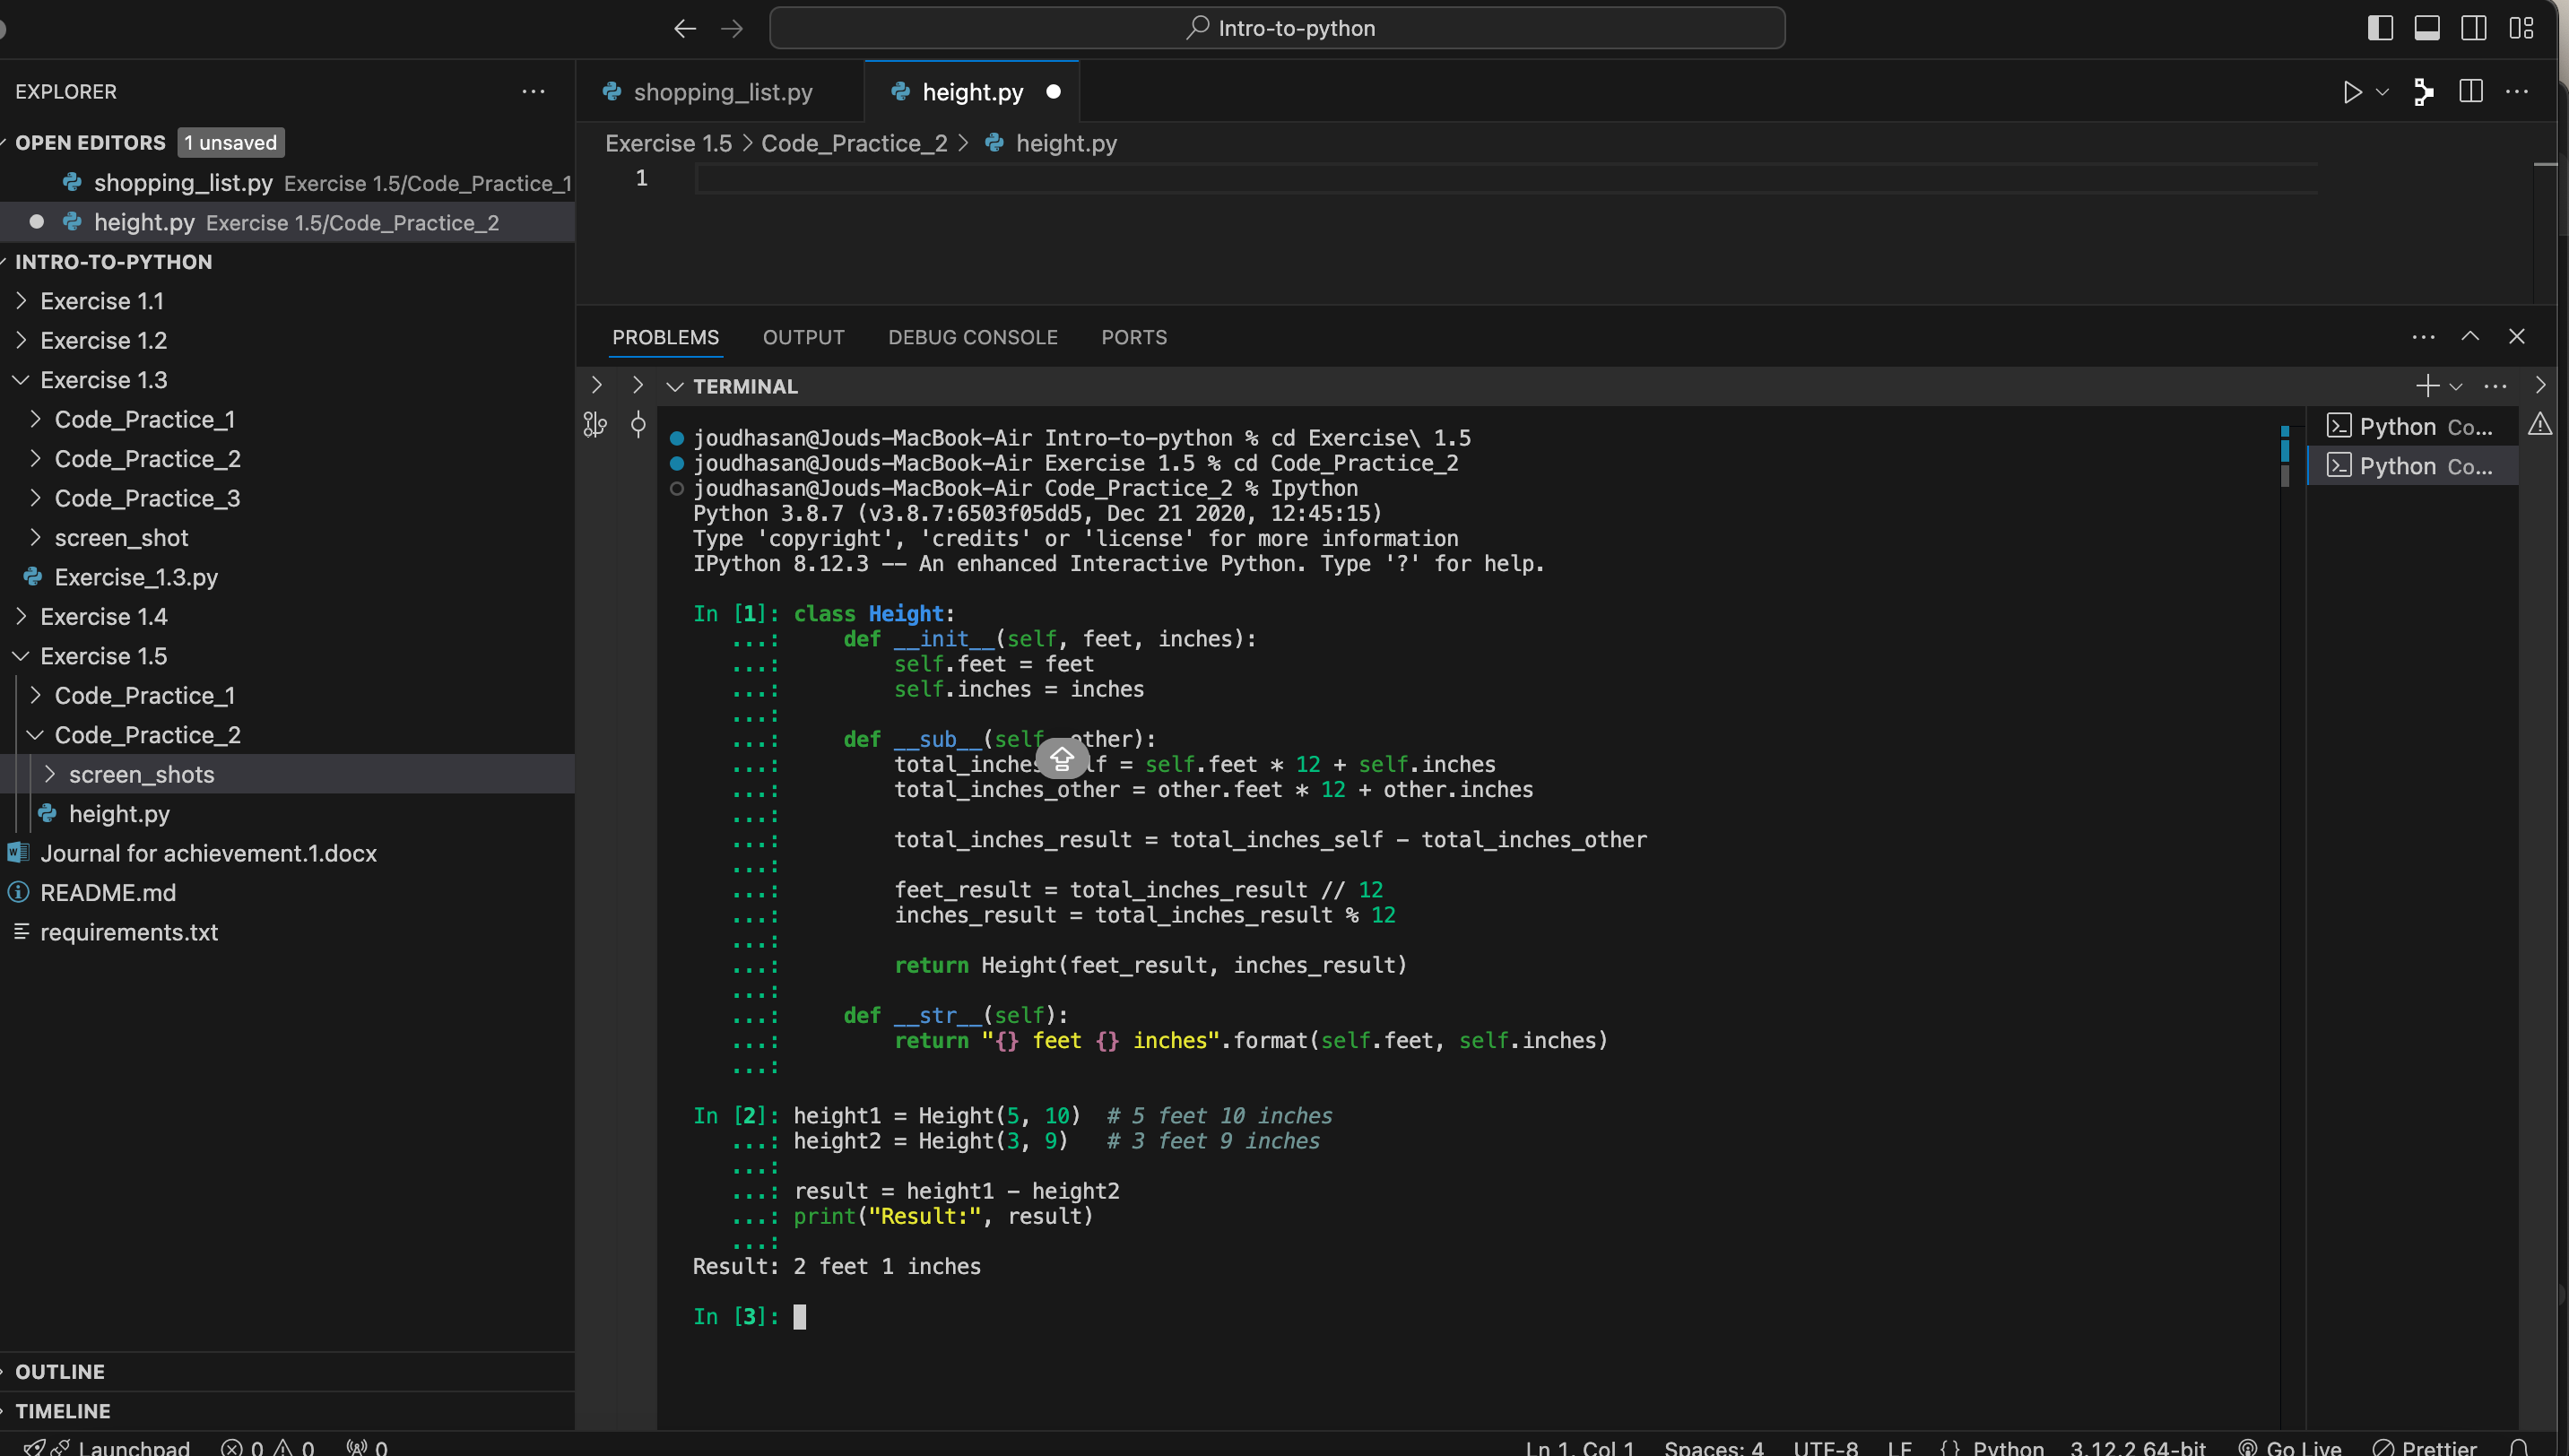 Intro-to-python
EXPLORER
OPEN EDITORS 1 unsaved
shopping_list.py Exercise 1.5/Code_Practice_1
height.py Exercise 1.5/Code_Practice_2
INTRO-TO-PYTHON
Exercise 1.1
Exercise 1.2
Exercise 1.3
Code_Practice_1
Code_Practice_2
Code_Practice_3
screen_shot
Exercise_1.3.py
Exercise 1.4
Exercise 1.5
Code_Practice_1
Code_Practice_2
screen_shots
height.py
Journal for achievement.1.docx
README.md
requirements.txt
OUTLINE
TIMELINE
shopping_list.py
height.py
Exercise 1.5 > Code_Practice_2 > height.py
1
PROBLEMS OUTPUT DEBUG CONSOLE PORTS
TERMINAL
joudhasan@Jouds-MacBook-Air Intro-to-python % cd Exercise\ 1.5
joudhasan@Jouds-MacBook-Air Exercise 1.5 % cd Code_Practice_2
joudhasan@Jouds-MacBook-Air Code_Practice_2 % Ipython
Python 3.8.7 (v3.8.7:6503f05dd5, Dec 21 2020, 12:45:15)
Type 'copyright', 'credits' or 'license' for more information
IPython 8.12.3 -- An enhanced Interactive Python. Type '?' for help.
In [1]: class Height:
...:     def __init__(self, feet, inches):
...:         self.feet = feet
...:         self.inches = inches
...:
...:     def __sub__(self, other):
...:         total_inches lf = self.feet * 12 + self.inches
...:         total_inches_other = other.feet * 12 + other.inches
...:
...:         total_inches_result = total_inches_self - total_inches_other
...:
...:         feet_result = total_inches_result // 12
...:         inches_result = total_inches_result % 12
...:
...:         return Height(feet_result, inches_result)
...:
...:     def __str__(self):
...:         return "{} feet {} inches".format(self.feet, self.inches)
...:
In [2]: height1 = Height(5, 10)  # 5 feet 10 inches
...: height2 = Height(3, 9)   # 3 feet 9 inches
...:
...: result = height1 - height2
...: print("Result:", result)
...:
Result: 2 feet 1 inches
In [3]:
Python Co...
Python Co...
Launchpad 0 0 0
Ln 1, Col 1 Spaces: 4 UTF-8 LF {} Python 3.12.2 64-bit Go Live Prettier